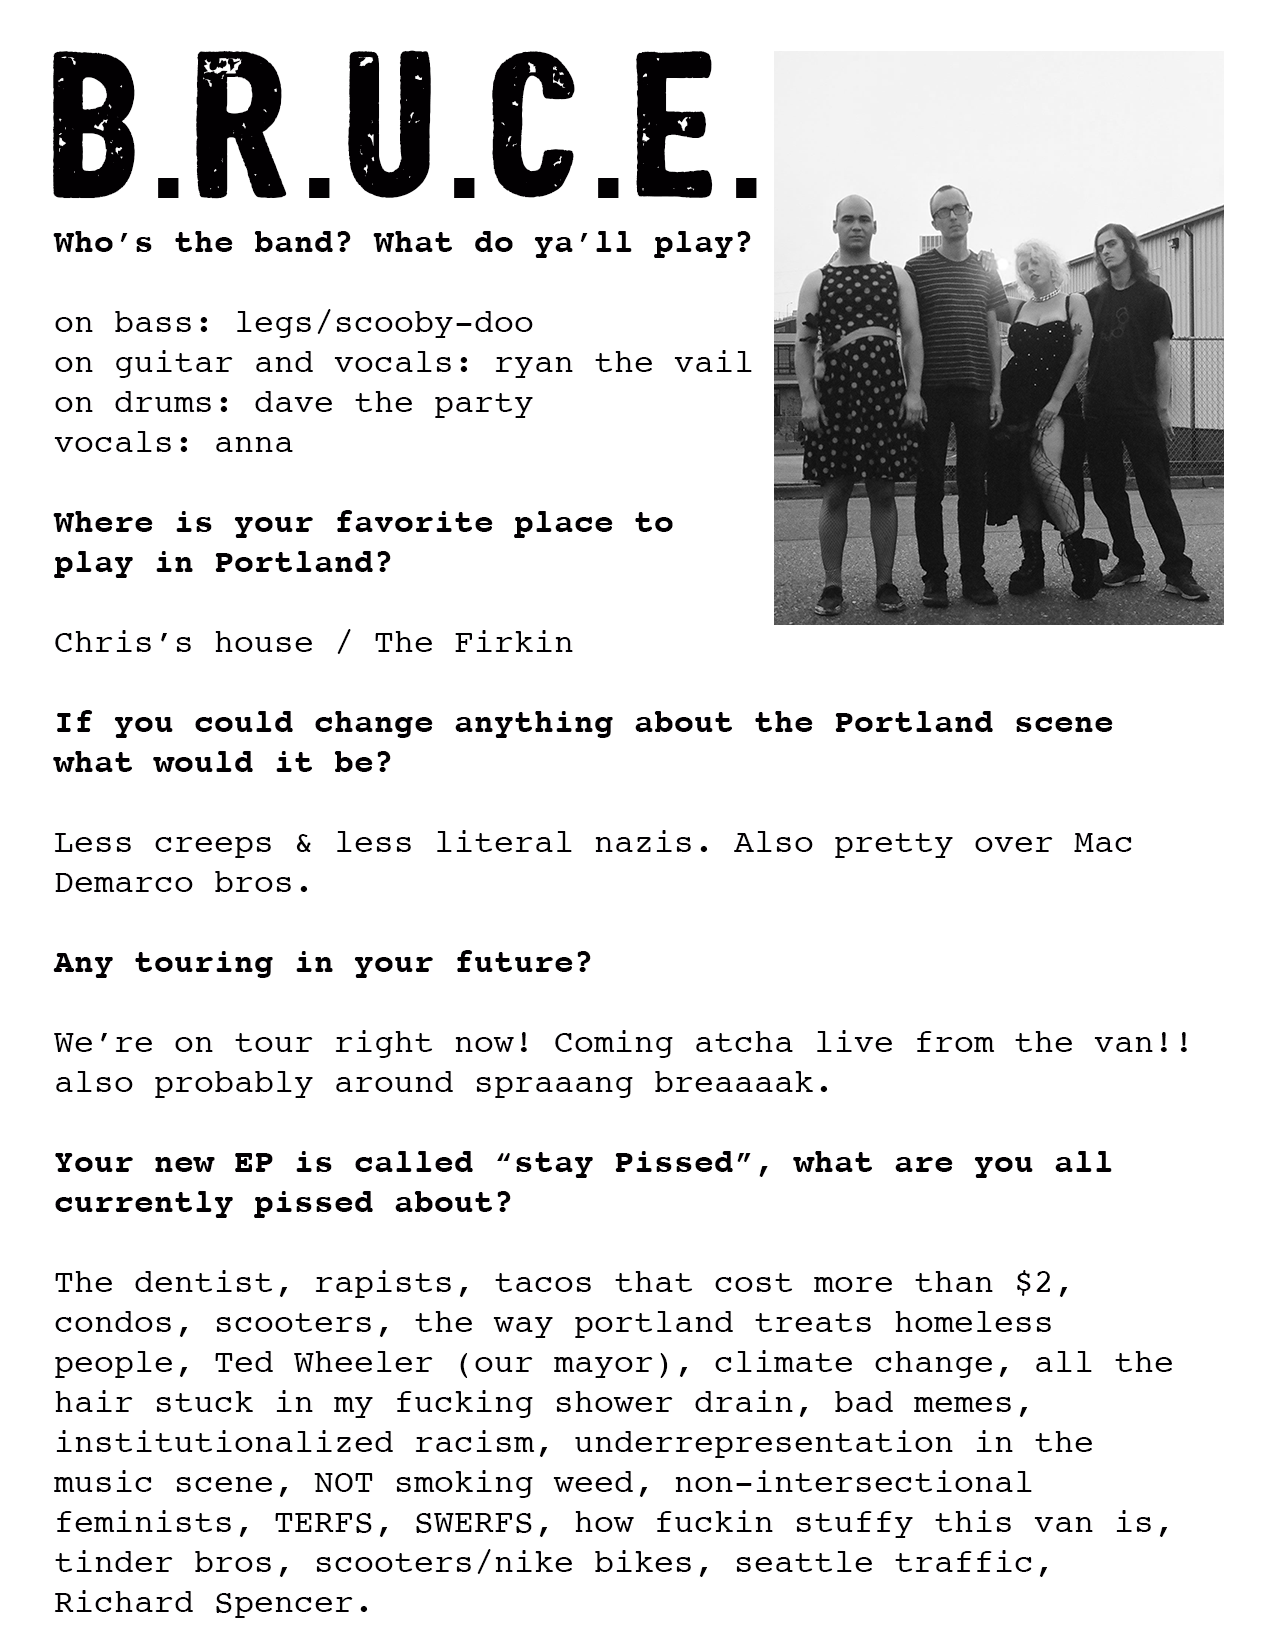 B.R.U.C.E.
Who’s the band? What do ya’ll play?
on bass: legs/scooby-doo
on guitar and vocals: ryan the vail
on drums: dave the party
vocals: anna
Where is your favorite place to
play in Portland?
Chris’s house / The Firkin
If you could change anything about the Portland scene
what would it be?
Less creeps & less literal nazis. Also pretty over Mac
Demarco bros.
Any touring in your future?
We’re on tour right now! Coming atcha live from the van!!
also probably around spraaang breaaaak.
Your new EP is called “stay Pissed”, what are you all
currently pissed about?
The dentist, rapists, tacos that cost more than $2,
condos, scooters, the way portland treats homeless
people, Ted Wheeler (our mayor), climate change, all the
hair stuck in my fucking shower drain, bad memes,
institutionalized racism, underrepresentation in the
music scene, NOT smoking weed, non-intersectional
feminists, TERFS, SWERFS, how fuckin stuffy this van is,
tinder bros, scooters/nike bikes, seattle traffic,
Richard Spencer.